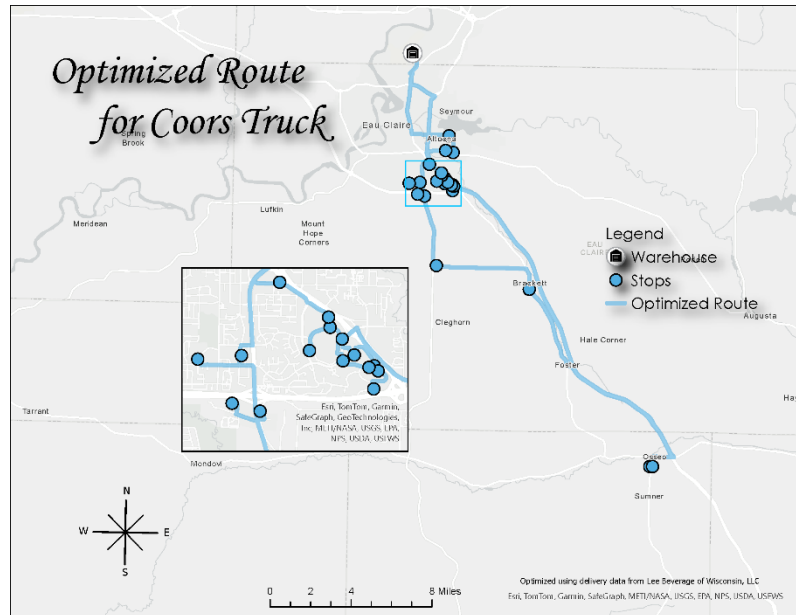 Optimized Route
for Coors Truck
Seymour
Eau Claire
Altoona
Spring
Brook
Lufkin
Meridean
Mount
Hope
Corners
Legend
Warehouse
Stops
Optimized Route
EAU
Brackett
Augusta
Cleghorn
Hale Corner
Foster
Tarrant
Esri, TomTom, Garmin,
SafeGraph, GeoTechnologies,
Inc, METI/NASA, USGS, EPA,
NPS, USDA, USFWS
Mondovi
Osseo
Sumner
N
W E
S
0 2 4 8 Miles
Optimized using delivery data from Lee Beverage of Wisconsin, LLC
Esri, TomTom, Garmin, SafeGraph, METI/NASA, USGS, EPA, NPS, USDA, USFWS